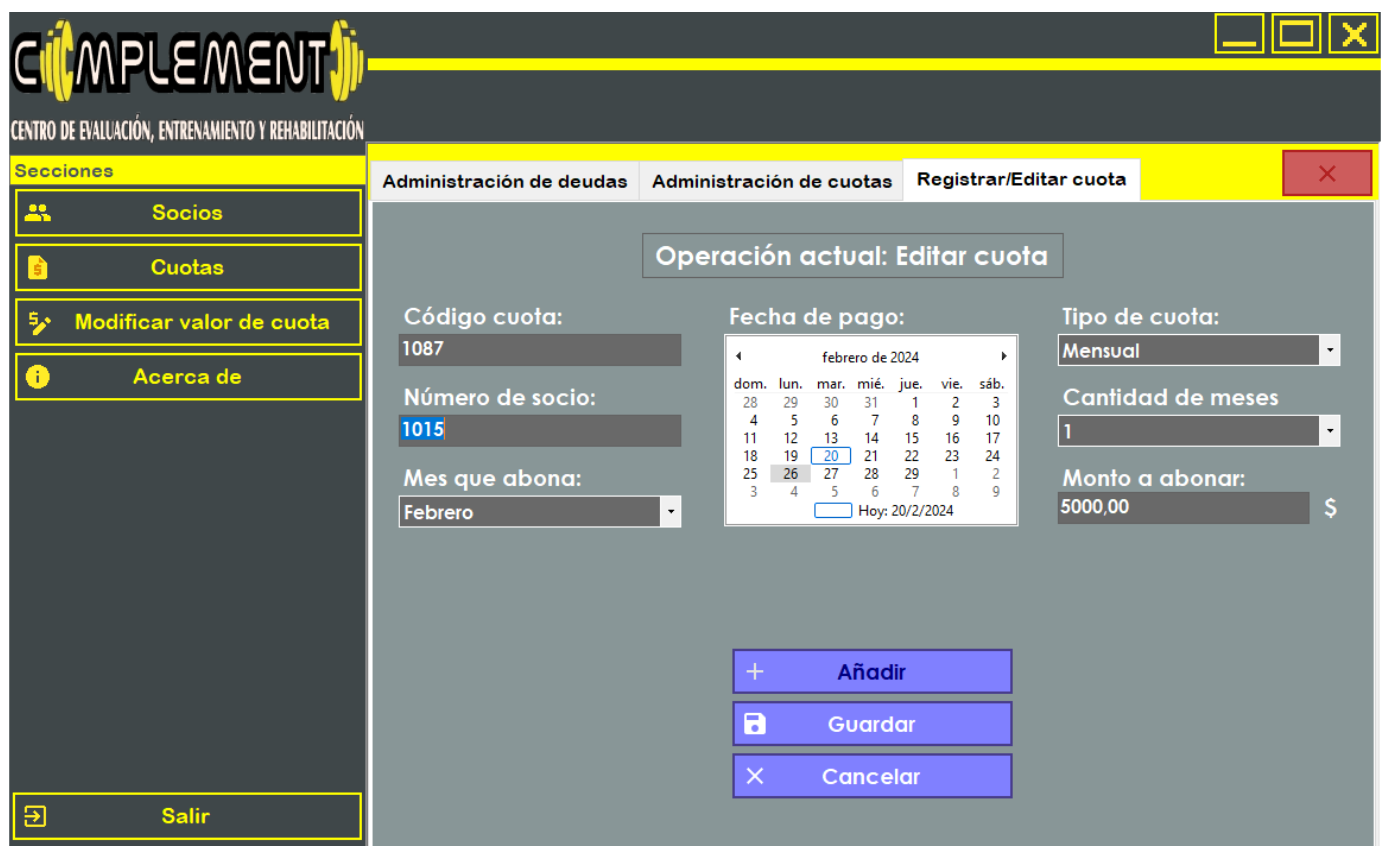 COMPLEMENTO
CENTRO DE EVALUACIÓN, ENTRENAMIENTO Y REHABILITACIÓN
Secciones
Socios
Cuotas
Modificar valor de cuota
Acerca de
Salir
Administración de deudas Administración de cuotas Registrar/Editar cuota
Operación actual: Editar cuota
Código cuota:
1087
Número de socio:
1015
Mes que abona:
Febrero
Fecha de pago:
febrero de 2024
dom. lun. mar. mié. jue. vie. sáb.
28 29 30 31 1 2 3
4 5 6 7 8 9 10
11 12 13 14 15 16 17
18 19 20 21 22 23 24
25 26 27 28 29 1 2
3 4 5 6 7 8 9
Hoy: 20/2/2024
Tipo de cuota:
Mensual
Cantidad de meses
1
Monto a abonar:
5000,00 $
Añadir
Guardar
Cancelar